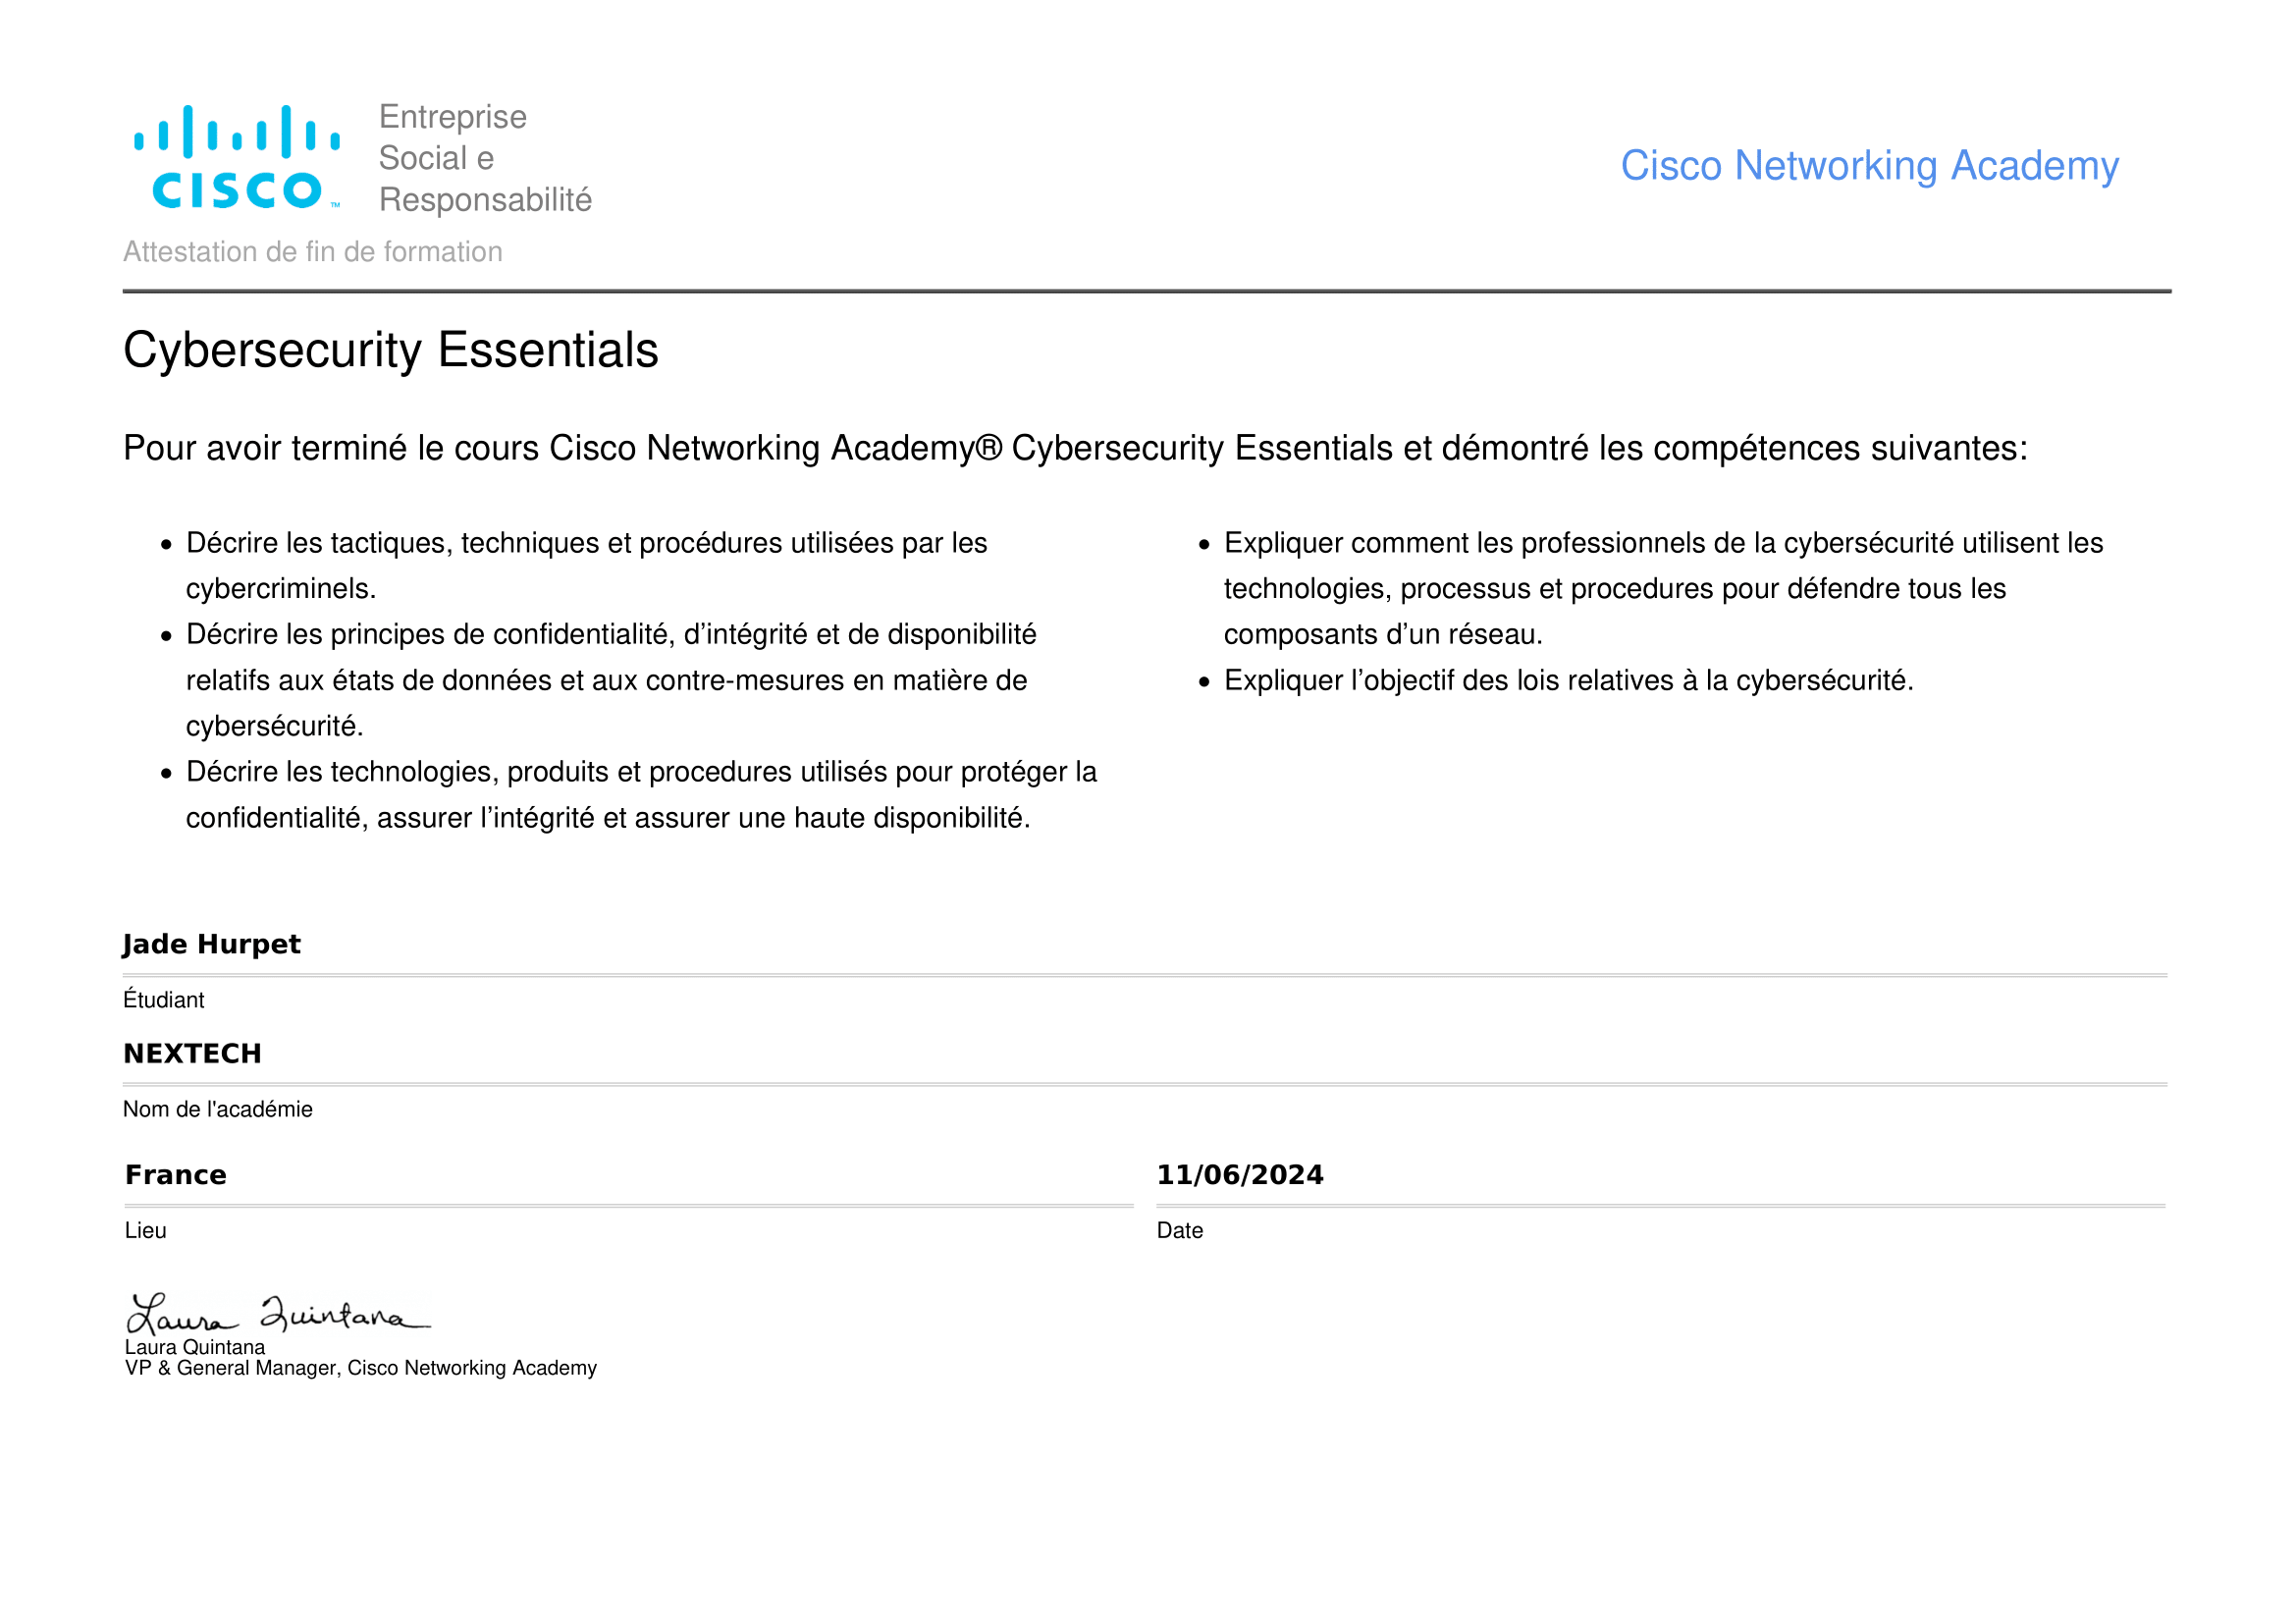 CISCO™
Entreprise
Social e
Responsabilité
Cisco Networking Academy
Attestation de fin de formation
Cybersecurity Essentials
Pour avoir terminé le cours Cisco Networking Academy® Cybersecurity Essentials et démontré les compétences suivantes:
• Décrire les tactiques, techniques et procédures utilisées par les
cybercriminels.
• Décrire les principes de confidentialité, d’intégrité et de disponibilité
relatifs aux états de données et aux contre-mesures en matière de
cybersécurité.
• Décrire les technologies, produits et procedures utilisés pour protéger la
confidentialité, assurer l’intégrité et assurer une haute disponibilité.
• Expliquer comment les professionnels de la cybersécurité utilisent les
technologies, processus et procedures pour défendre tous les
composants d’un réseau.
• Expliquer l’objectif des lois relatives à la cybersécurité.
Jade Hurpet
Étudiant
NEXTECH
Nom de l'académie
France
Lieu
11/06/2024
Date
Laura Quintana
Laura Quintana
VP & General Manager, Cisco Networking Academy